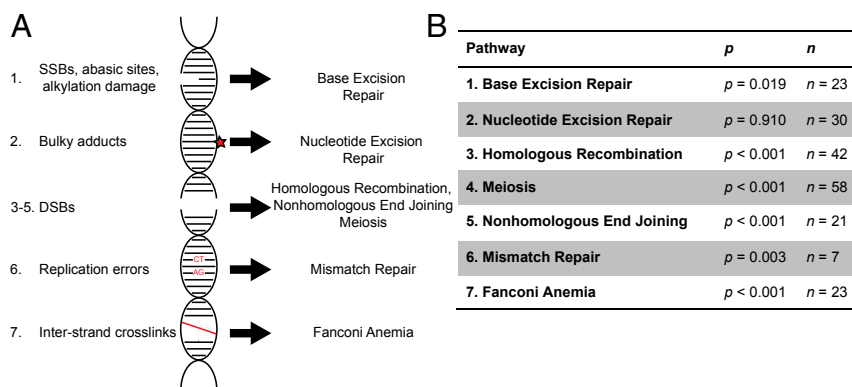 A
1. SSBs, abasic sites,
alkylation damage
Base Excision
Repair
2. Bulky adducts
Nucleotide Excision
Repair
3-5. DSBs
Homologous Recombination,
Nonhomologous End Joining
Meiosis
6. Replication errors
CT
AG
Mismatch Repair
7. Inter-strand crosslinks
Fanconi Anemia
B
Pathway p n
1. Base Excision Repair p = 0.019 n = 23
2. Nucleotide Excision Repair p = 0.910 n = 30
3. Homologous Recombination p < 0.001 n = 42
4. Meiosis p < 0.001 n = 58
5. Nonhomologous End Joining p < 0.001 n = 21
6. Mismatch Repair p = 0.003 n = 7
7. Fanconi Anemia p < 0.001 n = 23